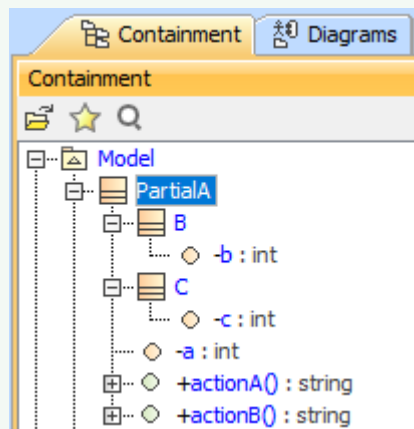 Containment Diagrams
Containment
Model
PartialA
B
-b : int
C
-c : int
-a : int
+actionA() : string
+actionB() : string